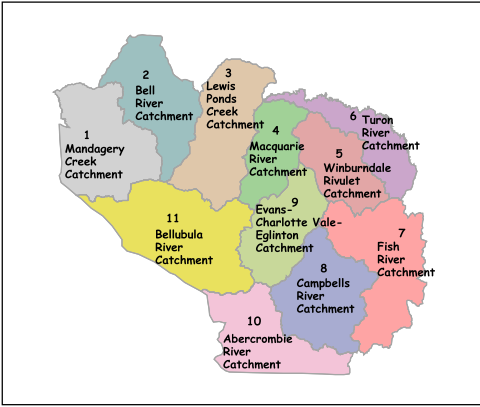 1
Mandagery
Creek
Catchment
2
Bell
River
Catchment
3
Lewis
Ponds
Creek
Catchment
4
Macquarie
River
Catchment
5
Winburndale
Rivulet
Catchment
6 Turon
River
Catchment
7
Fish
River
Catchment
8
Campbells
River
Catchment
9
Evans-
Charlotte Vale-
Eglinton
Catchment
10
Abercrombie
River
Catchment
11
Bellubula
River
Catchment